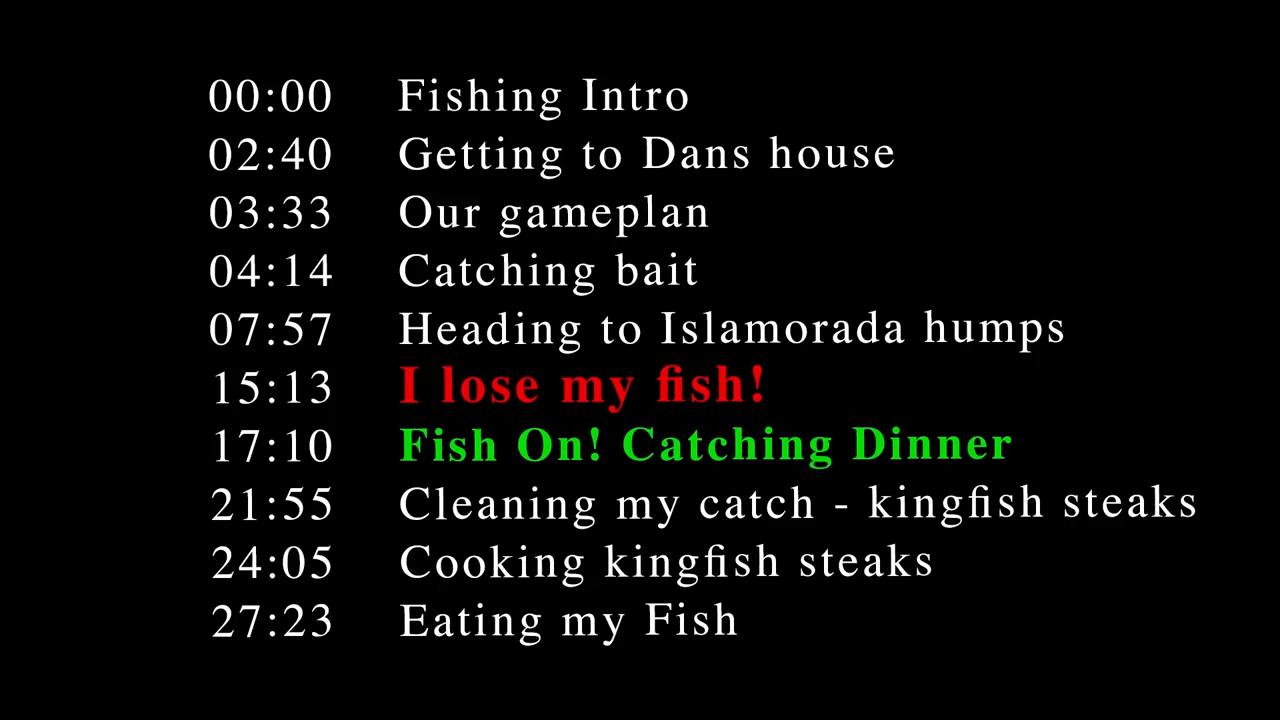 00:00 Fishing Intro
02:40 Getting to Dans house
03:33 Our gameplan
04:14 Catching bait
07:57 Heading to Islamorada humps
15:13 I lose my fish!
17:10 Fish On! Catching Dinner
21:55 Cleaning my catch - kingfish steaks
24:05 Cooking kingfish steaks
27:23 Eating my Fish